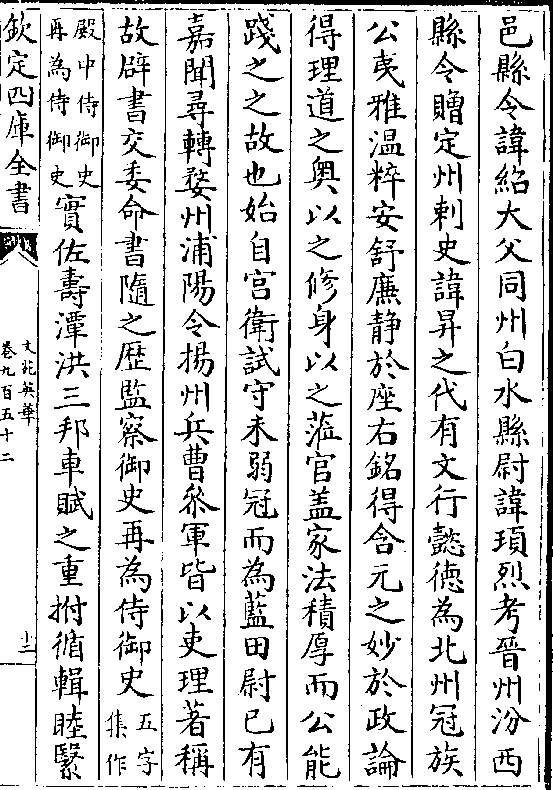 邑縣令諱紹大父同州白水縣尉諱頊烈考晉州汾西
縣令贈定州刺史諱昇之代有文行懿徳為北州冠族
公夷雅温粹安舒廉静於座右銘得含元之妙於政論
得理道之奥以之修身以之蒞官盖家法積厚而公能
踐之之故也始自宫衛試守未弱冠而為藍田尉已有
嘉聞尋轉婺州浦陽令揚州兵曹叅軍皆以吏理著稱
故辟書交委命書隨之歴監察御史再為侍御史五字集作
殿中侍御史再為侍御史實佐壽潭洪三邦車賦之重拊循輯睦繄
欽定四庫全書
文苑英華
卷九百五十二
十三